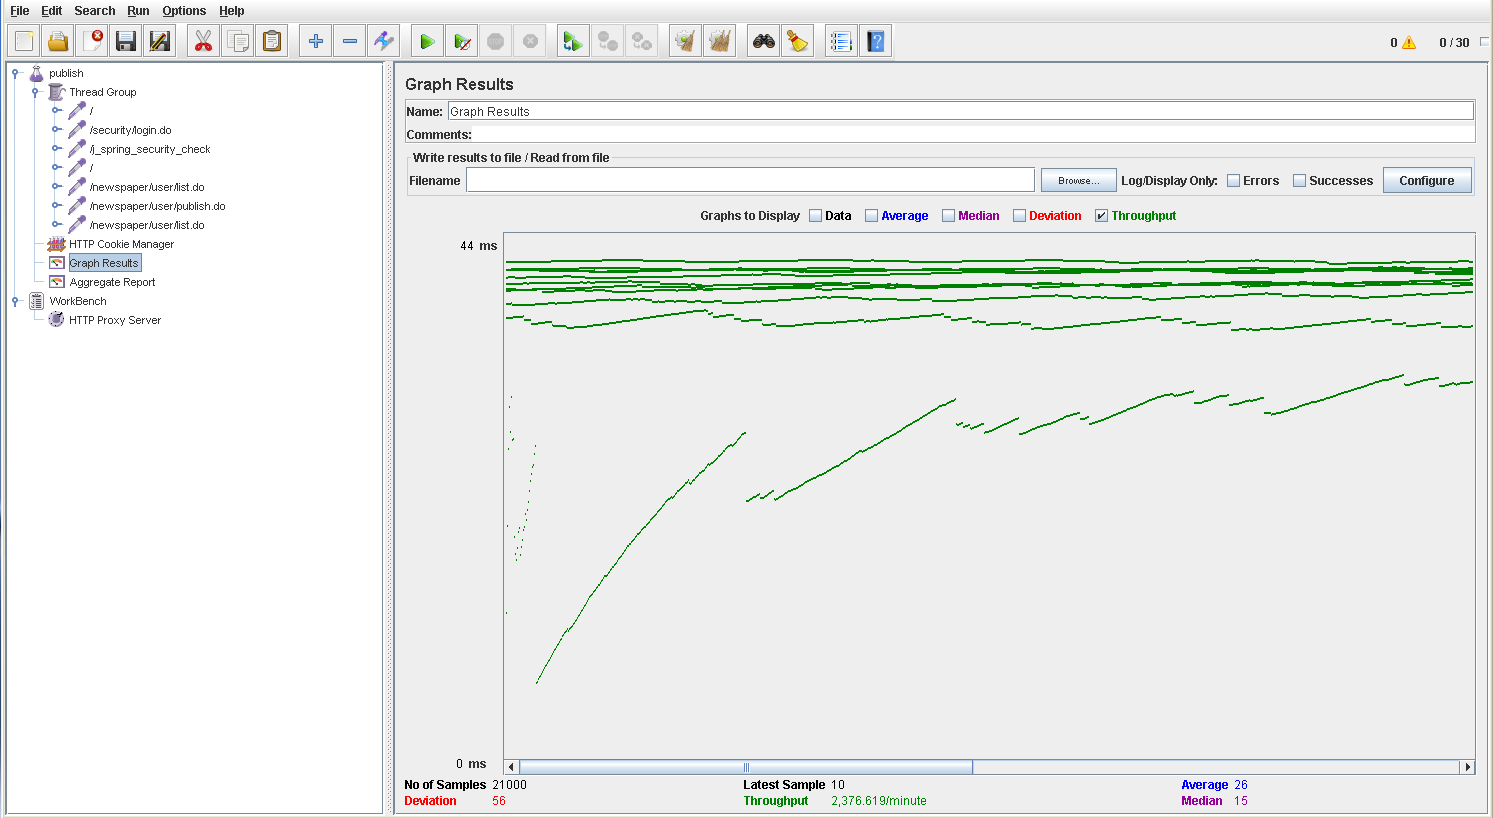 File Edit Search Run Options Help
0 0 / 30
publish
Thread Group
/
/security/login.do
/j_spring_security_check
/
/newspaper/user/list.do
/newspaper/user/publish.do
/newspaper/user/list.do
HTTP Cookie Manager
Graph Results
Aggregate Report
WorkBench
HTTP Proxy Server
Graph Results
Name: Graph Results
Comments:
Write results to file / Read from file
Filename Browse... Log/Display Only: Errors Successes Configure
Graphs to Display Data Average Median Deviation Throughput
44 ms
0 ms
No of Samples 21000 Latest Sample 10 Average 26
Deviation 56 Throughput 2,376.619/minute Median 15